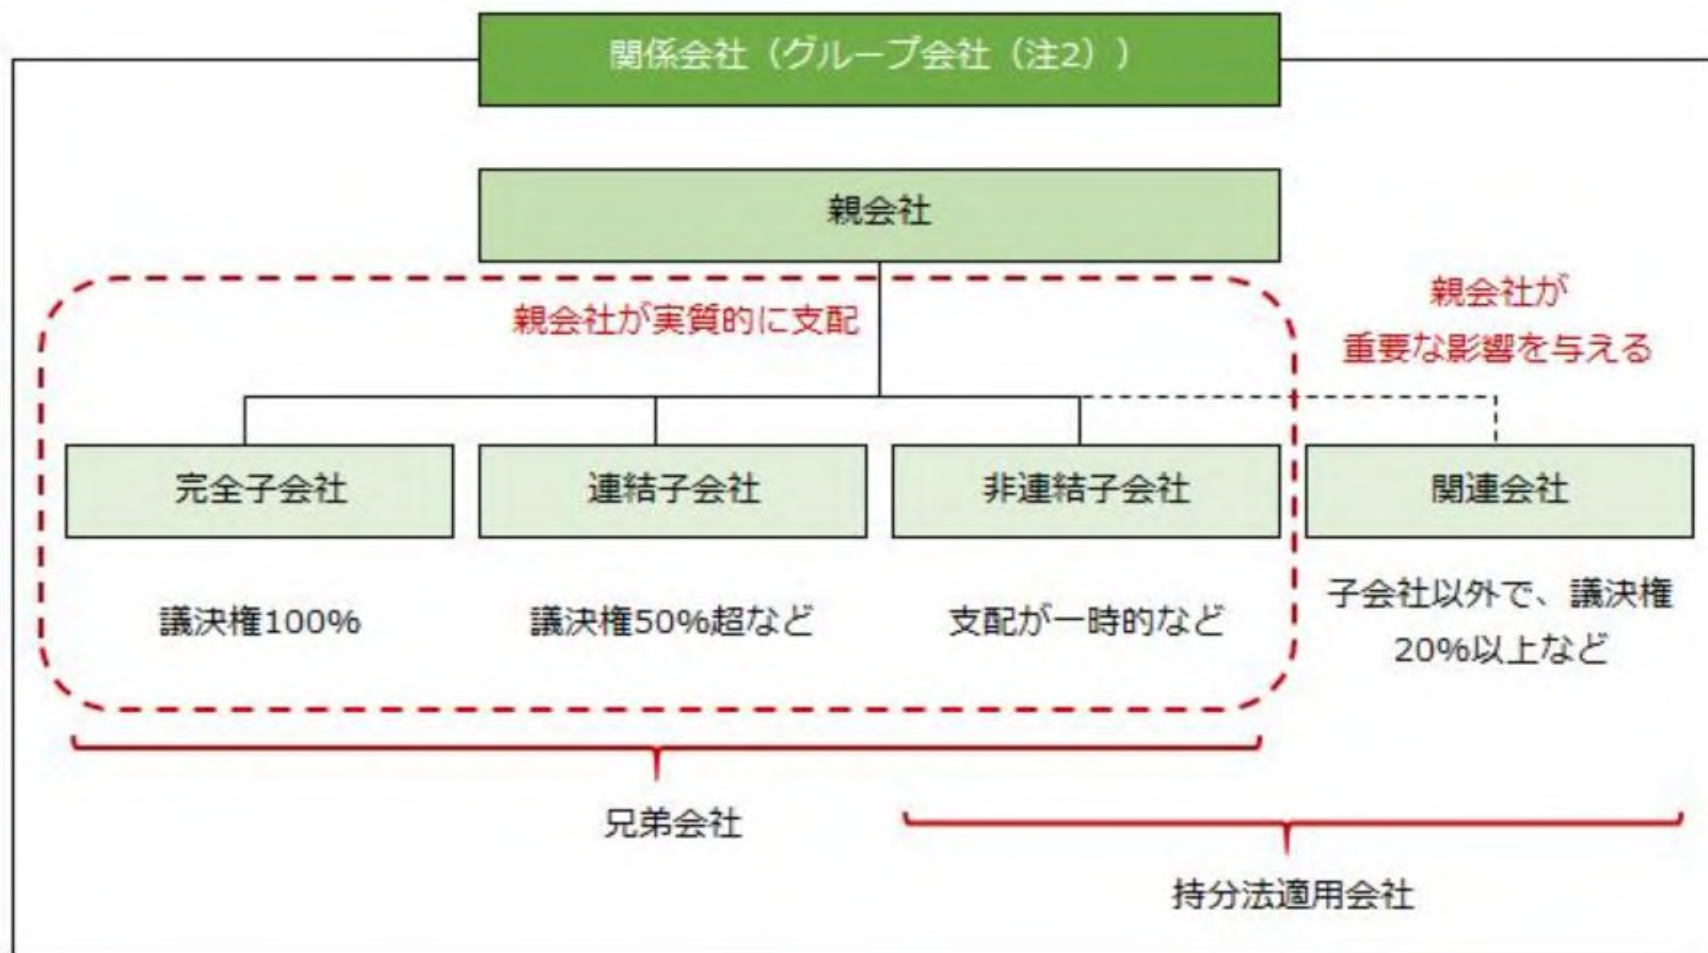 関係会社（グループ会社（注2））
親会社
親会社が実質的に支配
親会社が
重要な影響を与える
完全子会社
連結子会社
非連結子会社
関連会社
議決権100%
議決権50%超など
支配が一時的など
子会社以外で、議決権
20%以上など
兄弟会社
持分法適用会社